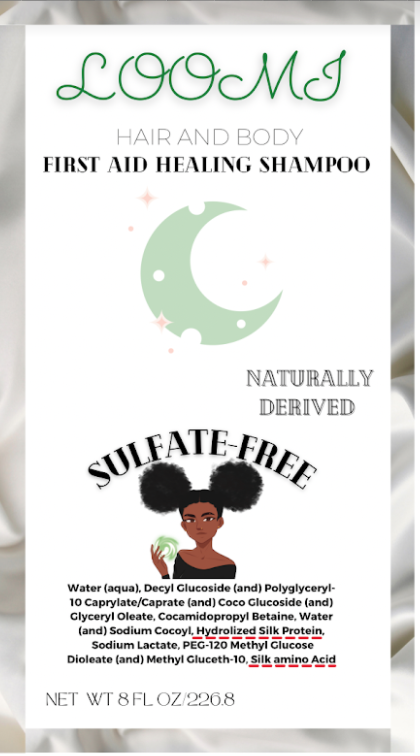 LOOMI
HAIR AND BODY
FIRST AID HEALING SHAMPOO
NATURALLY
DERIVED
SULFATE-FREE
Water (aqua), Decyl Glucoside (and) Polyglyceryl-
10 Caprylate/Caprate (and) Coco Glucoside (and)
Glyceryl Oleate, Cocamidopropyl Betaine, Water
(and) Sodium Cocoyl, Hydrolized Silk Protein,
Sodium Lactate, PEG-120 Methyl Glucose
Dioleate (and) Methyl Gluceth-10, Silk amino Acid
NET WT 8 FL OZ/226.8